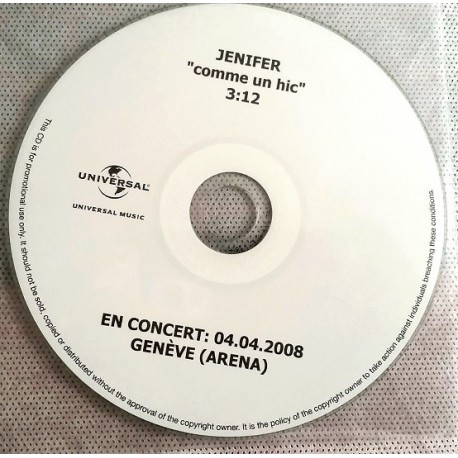 JENIFER
"comme un hic"
3:12
UNIVERSAL
UNIVERSAL MUSIC
EN CONCERT: 04.04.2008
GENÈVE (ARENA)
This CD is for promotional use only. It should not be sold, copied or distributed without the approval of the copyright owner. It is the policy of the copyright owner to take action against individuals breaching these conditions